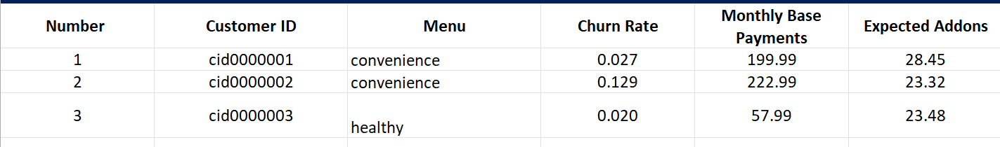 Number Customer ID Menu Churn Rate Monthly Base Payments Expected Addons
1 cid0000001 convenience 0.027 199.99 28.45
2 cid0000002 convenience 0.129 222.99 23.32
3 cid0000003 healthy 0.020 57.99 23.48